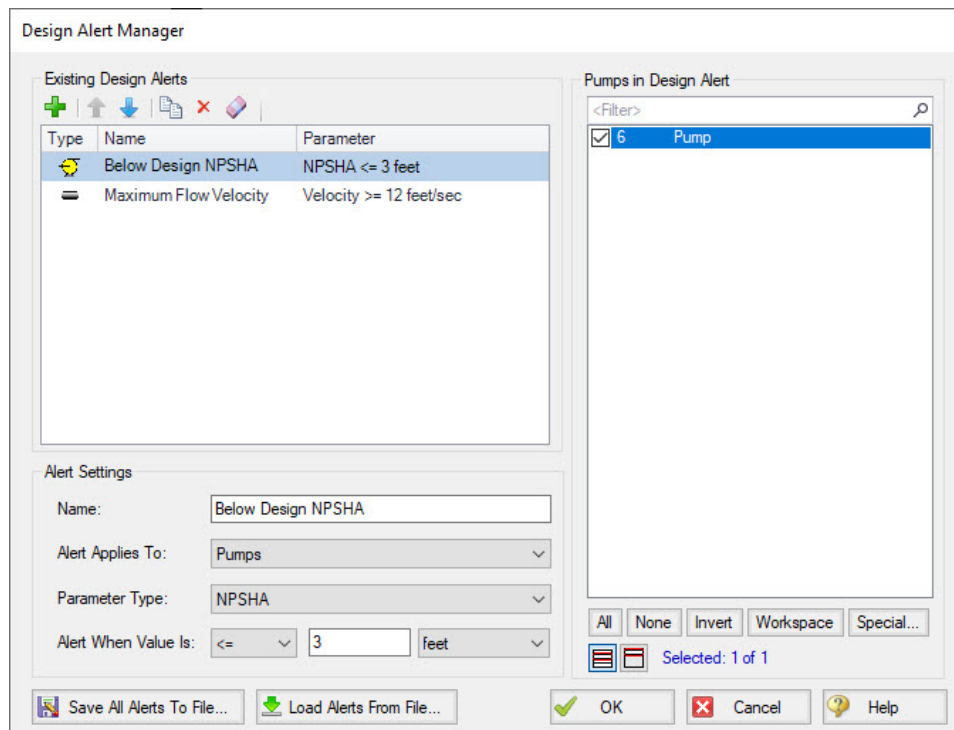 Design Alert Manager
Existing Design Alerts
Type Name Parameter
Below Design NPSHA NPSHA <= 3 feet
Maximum Flow Velocity Velocity >= 12 feet/sec
Alert Settings
Name: Below Design NPSHA
Alert Applies To: Pumps
Parameter Type: NPSHA
Alert When Value Is: <= 3 feet
Pumps in Design Alert
<Filter>
6 Pump
All None Invert Workspace Special...
Selected: 1 of 1
Save All Alerts To File... Load Alerts From File... OK Cancel Help